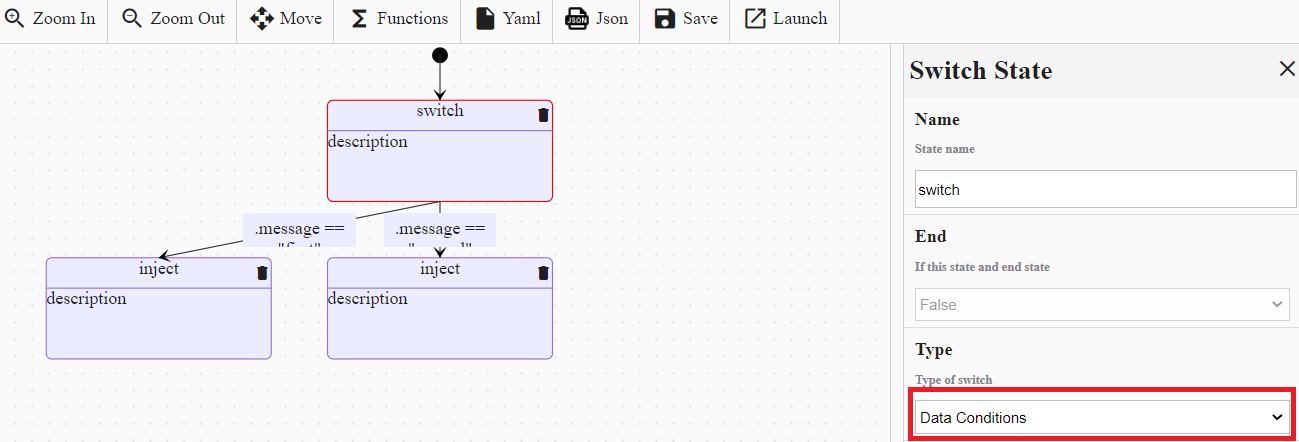 Zoom In Zoom Out Move Functions Yaml JSON Json Save Launch
Switch State
switch
description
.message ==
.message ==
inject
description
inject
description
Name
State name
switch
End
If this state and end state
False
Type
Type of switch
Data Conditions